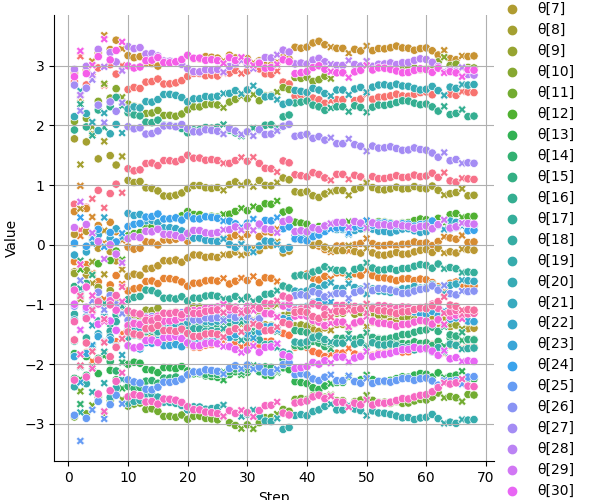 Value
3
2
1
0
−1
−2
−3
0
10
20
30
40
50
60
70
Step
θ[7]
θ[8]
θ[9]
θ[10]
θ[11]
θ[12]
θ[13]
θ[14]
θ[15]
θ[16]
θ[17]
θ[18]
θ[19]
θ[20]
θ[21]
θ[22]
θ[23]
θ[24]
θ[25]
θ[26]
θ[27]
θ[28]
θ[29]
θ[30]